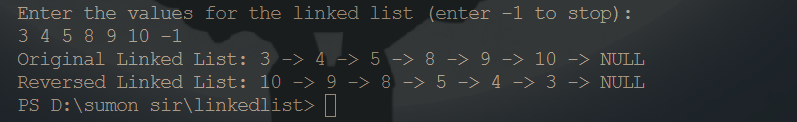 Enter the values for the linked list (enter -1 to stop):
3 4 5 8 9 10 -1
Original Linked List: 3 -> 4 -> 5 -> 8 -> 9 -> 10 -> NULL
Reversed Linked List: 10 -> 9 -> 8 -> 5 -> 4 -> 3 -> NULL
PS D:\sumon sir\linkedlist>